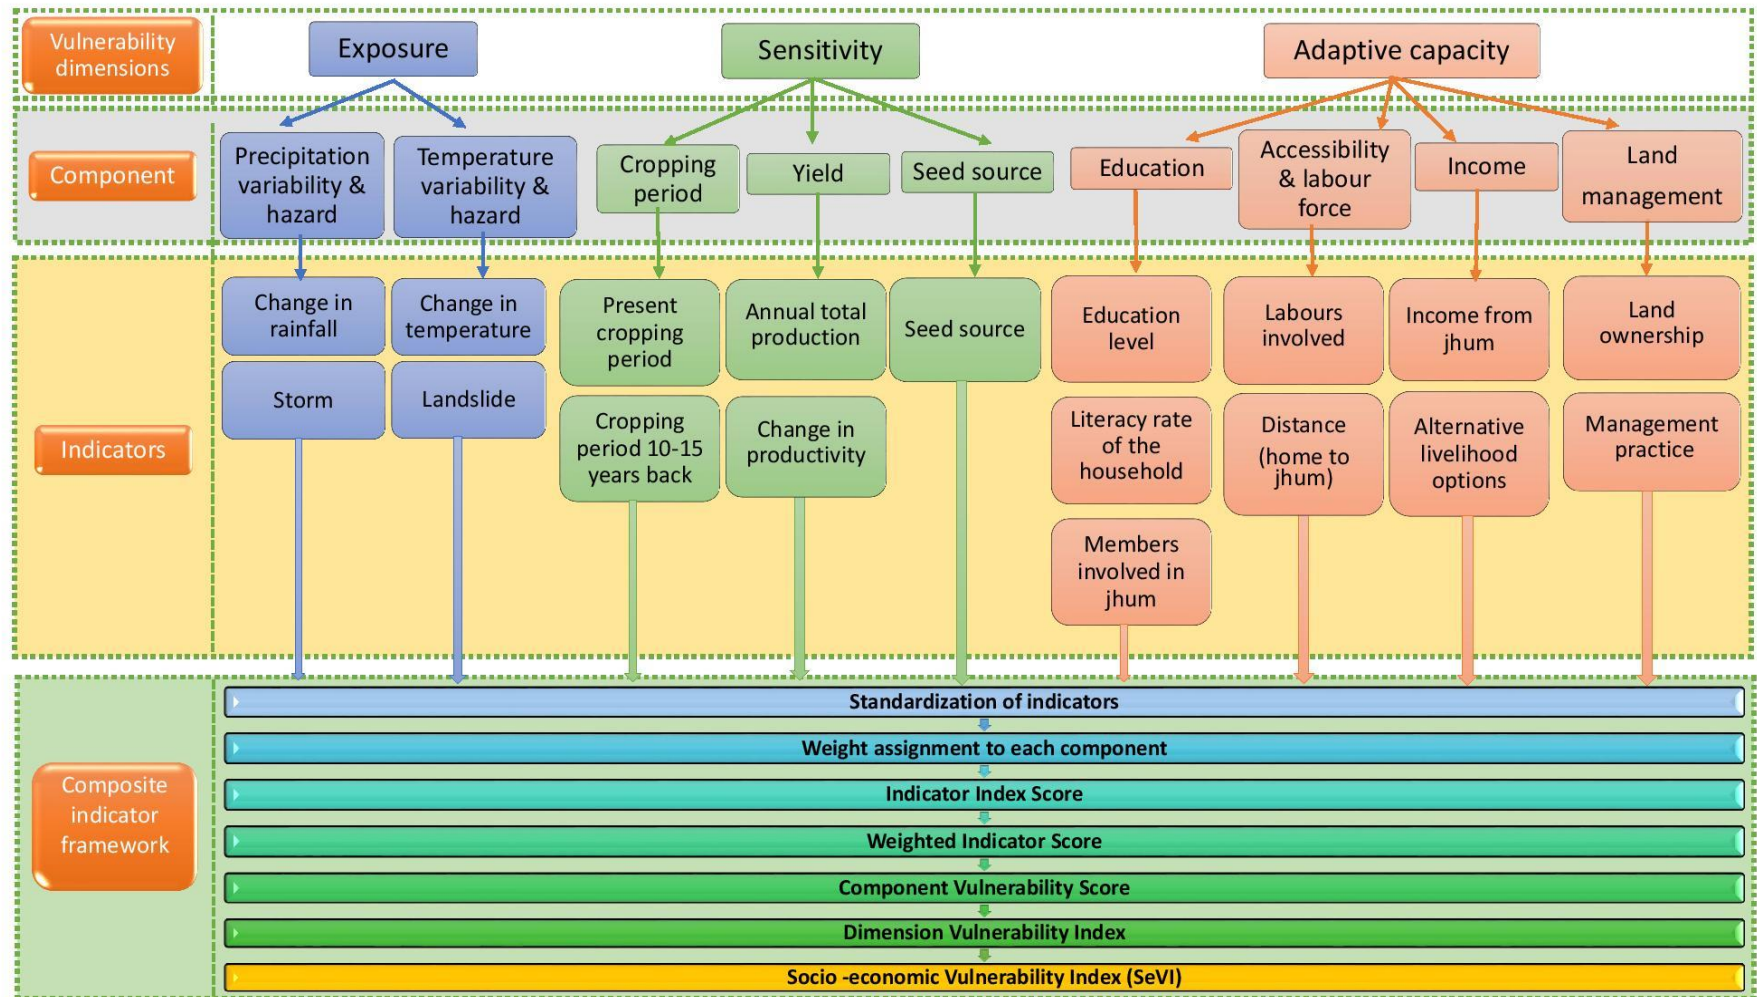 Vulnerability
dimensions
Exposure
Sensitivity
Adaptive capacity
Component
Precipitation
variability &
hazard
Temperature
variability &
hazard
Cropping
period
Yield
Seed source
Education
Accessibility
& labour
force
Income
Land
management
Indicators
Change in
rainfall
Storm
Change in
temperature
Landslide
Present
cropping
period
Cropping
period 10-15
years back
Annual total
production
Change in
productivity
Seed source
Education
level
Literacy rate
of the
household
Members
involved in
jhum
Labours
involved
Distance
(home to
jhum)
Income from
jhum
Alternative
livelihood
options
Land
ownership
Management
practice
Composite
indicator
framework
Standardization of indicators
Weight assignment to each component
Indicator Index Score
Weighted Indicator Score
Component Vulnerability Score
Dimension Vulnerability Index
Socio -economic Vulnerability Index (SeVI)